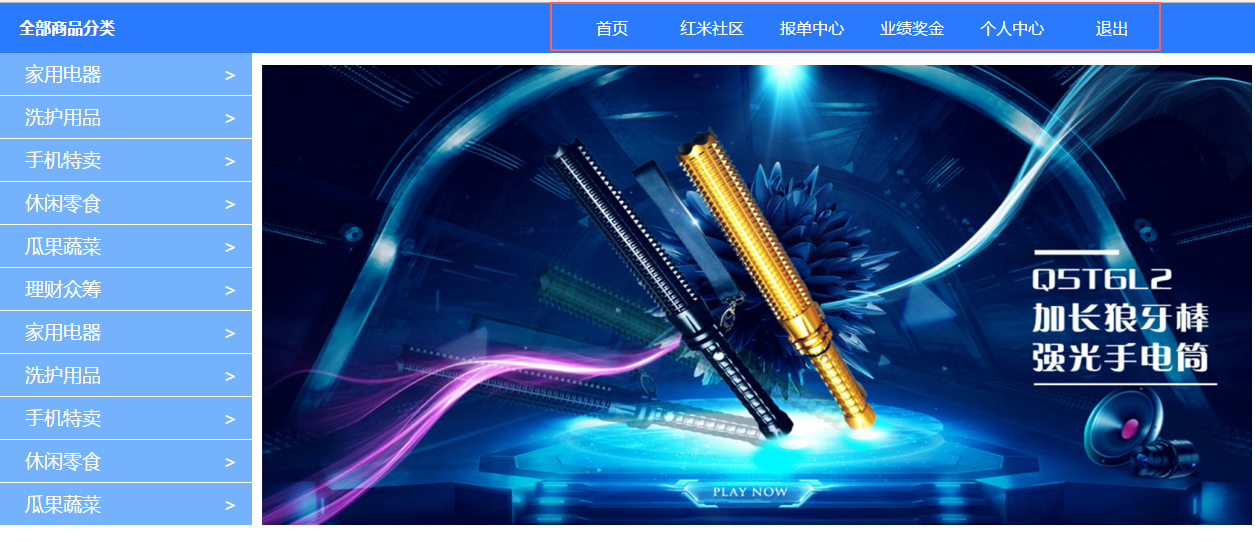 全部商品分类
首页 红米社区 报单中心 业绩奖金 个人中心 退出
家用电器 >
洗护用品 >
手机特卖 >
休闲零食 >
瓜果蔬菜 >
理财众筹 >
家用电器 >
洗护用品 >
手机特卖 >
休闲零食 >
瓜果蔬菜 >
Q5T6L2
加长狼牙棒
强光手电筒
PLAY NOW